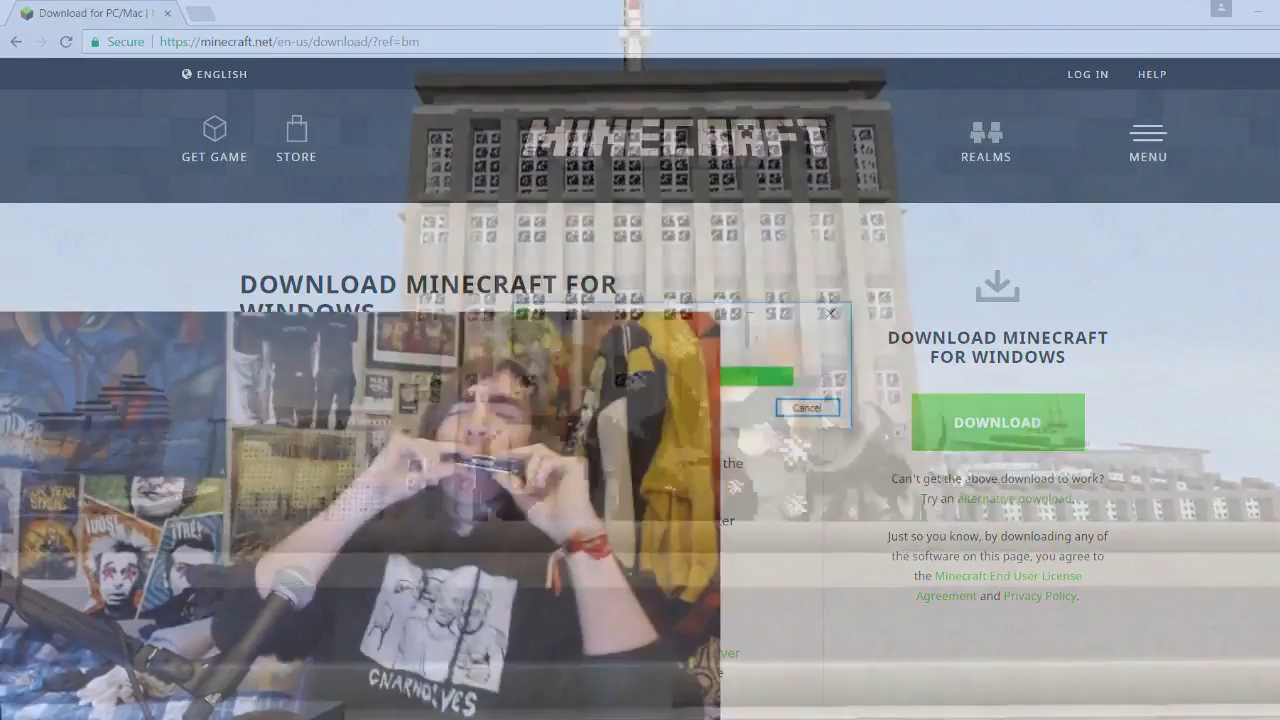 Download for PC/Mac |
Secure | https://minecraft.net/en-us/download/?ref=bm
ENGLISH
LOG IN HELP
GET GAME STORE
MINECRAFT
REALMS MENU
DOWNLOAD MINECRAFT FOR
WINDOWS
Cancel
the
ver
DOWNLOAD MINECRAFT
FOR WINDOWS
DOWNLOAD
Can't get the above download to work?
Try an alternative download.
Just so you know, by downloading any of
the software on this page, you agree to
the Minecraft End User License
Agreement and Privacy Policy.
GNARWOLVES